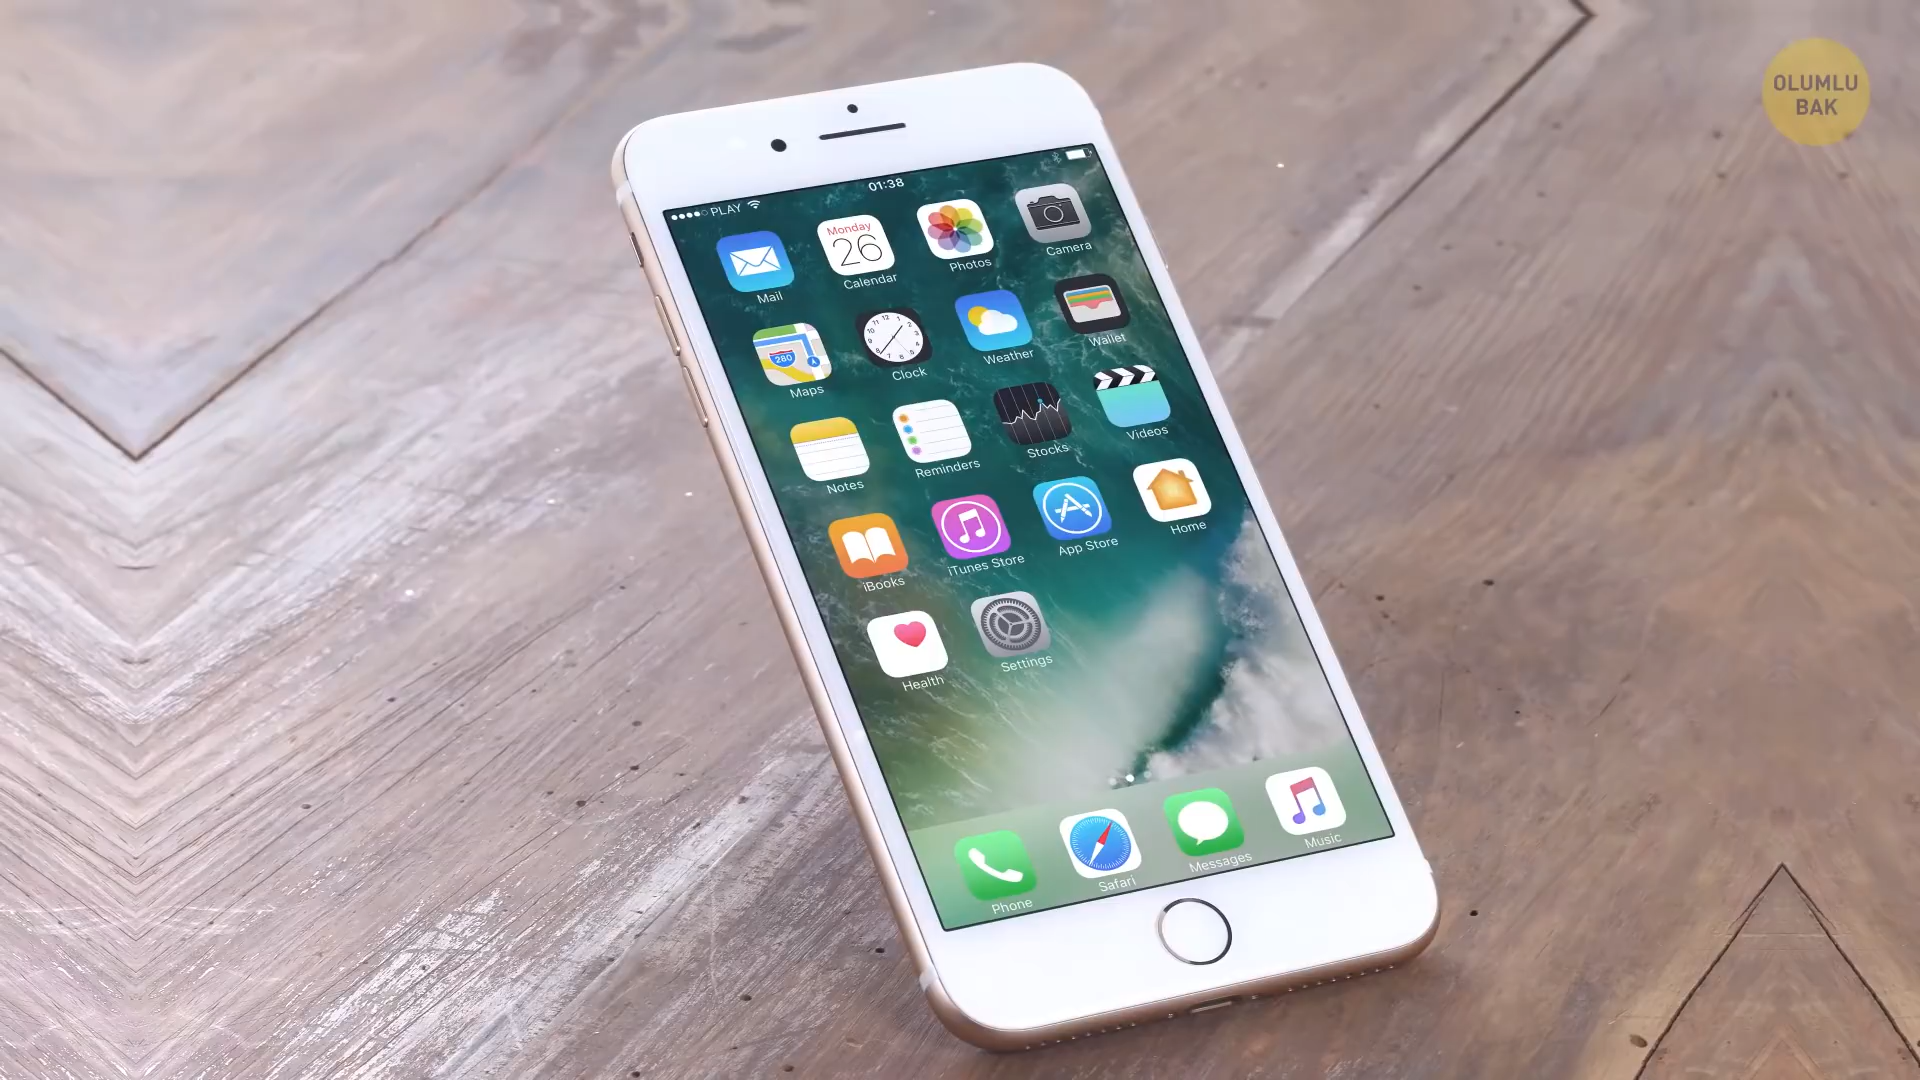 OLUMLU
BAK
PLAY
01:38
Monday
26
Mail
Calendar
Photos
Camera
280
Maps
Clock
Weather
Wallet
Notes
Reminders
Stocks
Videos
iBooks
iTunes Store
App Store
Home
Health
Settings
Phone
Safari
Messages
Music